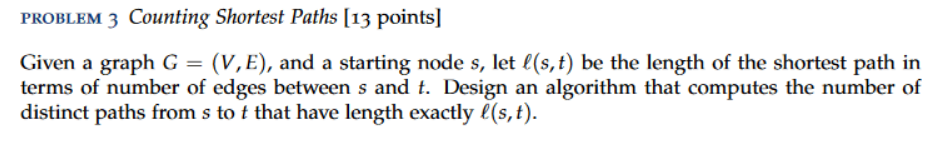 PROBLEM 3 Counting Shortest Paths [13 points]
Given a graph G = (V, E), and a starting node s, let ℓ(s, t) be the length of the shortest path in
terms of number of edges between s and t. Design an algorithm that computes the number of
distinct paths from s to t that have length exactly ℓ(s, t).